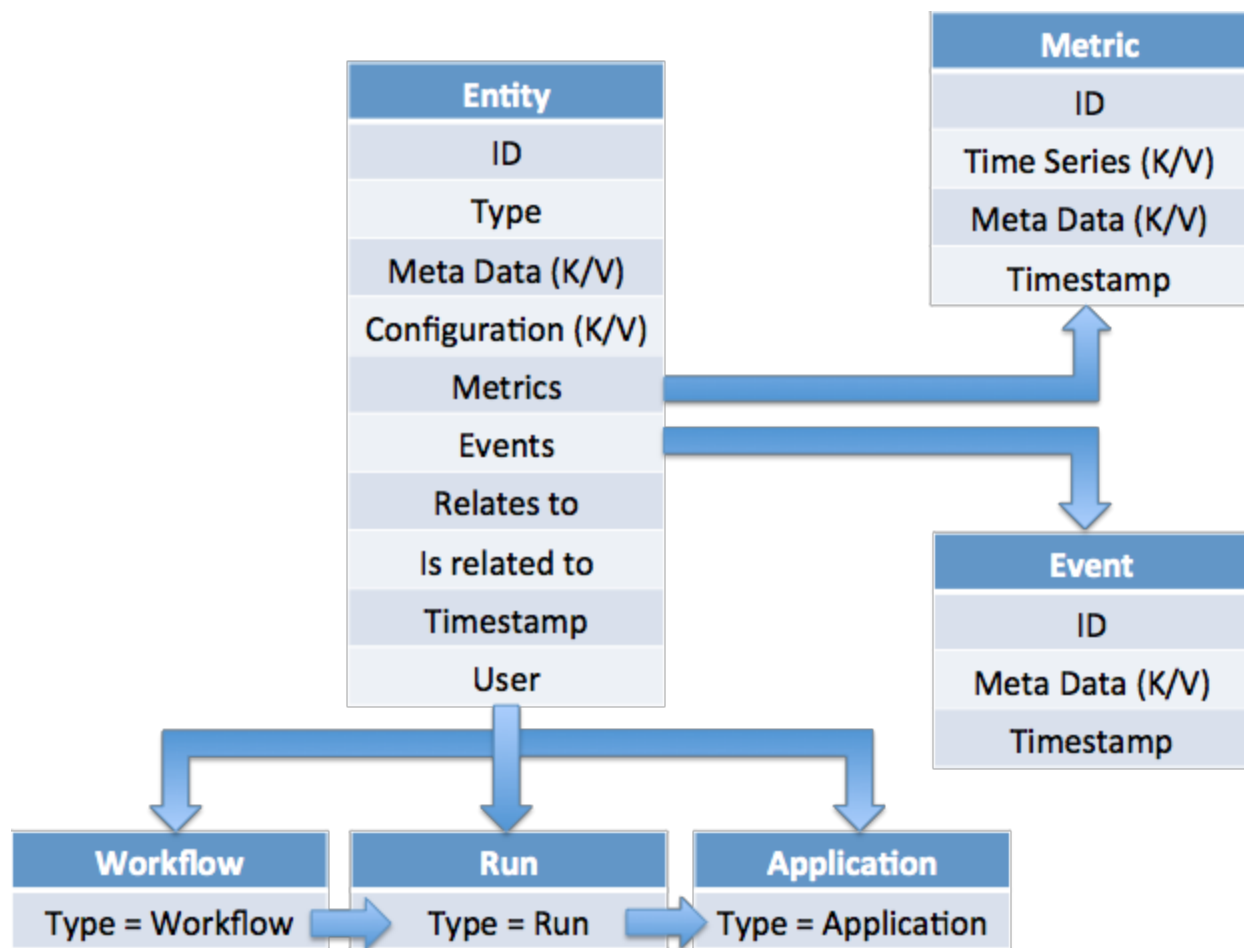 Entity
ID
Type
Meta Data (K/V)
Configuration (K/V)
Metrics
Events
Relates to
Is related to
Timestamp
User
Metric
ID
Time Series (K/V)
Meta Data (K/V)
Timestamp
Event
ID
Meta Data (K/V)
Timestamp
Workflow
Type = Workflow
Run
Type = Run
Application
Type = Application